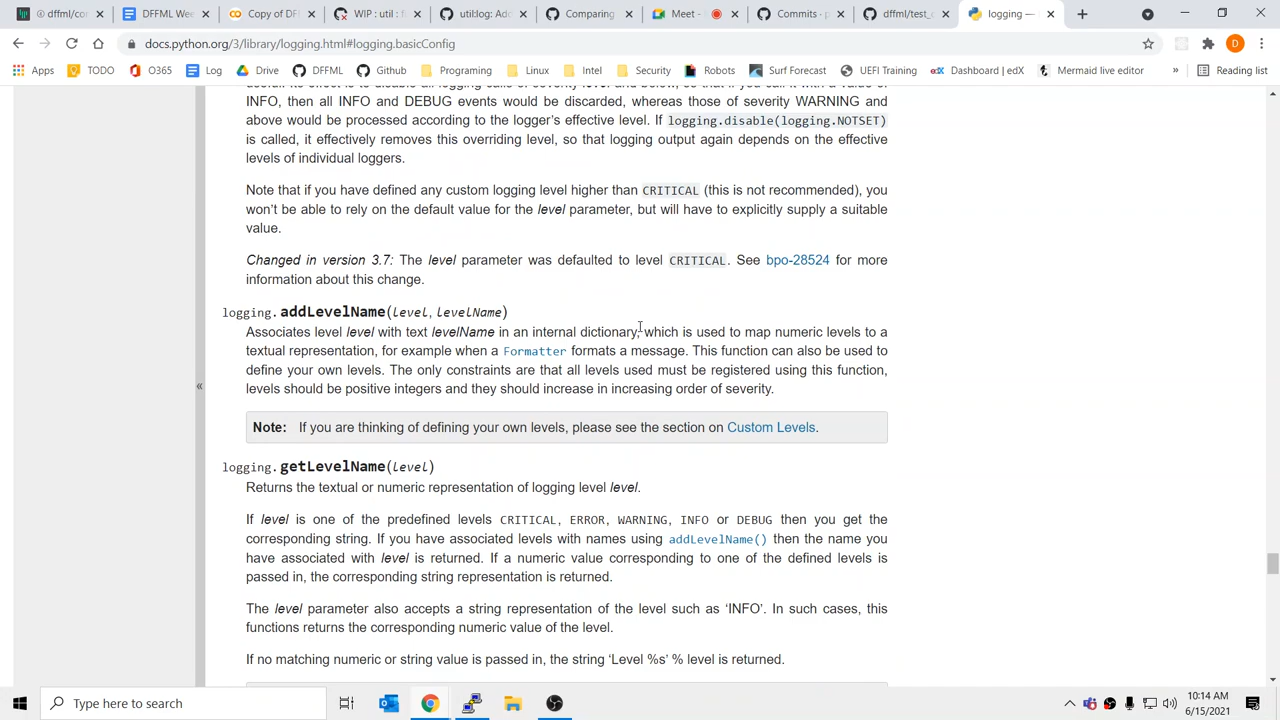 dffml/co
DFFML Wee
Copy of DF
WIP : util : f
util:log: Add
Comparing
Meet -
Commits · p
dffml/test_c
logging —
docs.python.org/3/library/logging.html#logging.basicConfig
Apps TODO O365 Log Drive DFFML Github Programing Linux Intel Security Robots Surf Forecast UEFI Training Dashboard | edX Mermaid live editor » Reading list
INFO, then all INFO and DEBUG events would be discarded, whereas those of severity WARNING and
above would be processed according to the logger's effective level. If logging.disable(logging.NOTSET)
is called, it effectively removes this overriding level, so that logging output again depends on the effective
levels of individual loggers.
Note that if you have defined any custom logging level higher than CRITICAL (this is not recommended), you
won't be able to rely on the default value for the level parameter, but will have to explicitly supply a suitable
value.
Changed in version 3.7: The level parameter was defaulted to level CRITICAL. See bpo-28524 for more
information about this change.
logging.addLevelName(level, levelName)
Associates level level with text levelName in an internal dictionary, which is used to map numeric levels to a
textual representation, for example when a Formatter formats a message. This function can also be used to
define your own levels. The only constraints are that all levels used must be registered using this function,
levels should be positive integers and they should increase in increasing order of severity.
«
Note: If you are thinking of defining your own levels, please see the section on Custom Levels.
logging.getLevelName(level)
Returns the textual or numeric representation of logging level level.
If level is one of the predefined levels CRITICAL, ERROR, WARNING, INFO or DEBUG then you get the
corresponding string. If you have associated levels with names using addLevelName() then the name you
have associated with level is returned. If a numeric value corresponding to one of the defined levels is
passed in, the corresponding string representation is returned.
The level parameter also accepts a string representation of the level such as 'INFO'. In such cases, this
functions returns the corresponding numeric value of the level.
If no matching numeric or string value is passed in, the string 'Level %s' % level is returned.
Type here to search
10:14 AM
6/15/2021